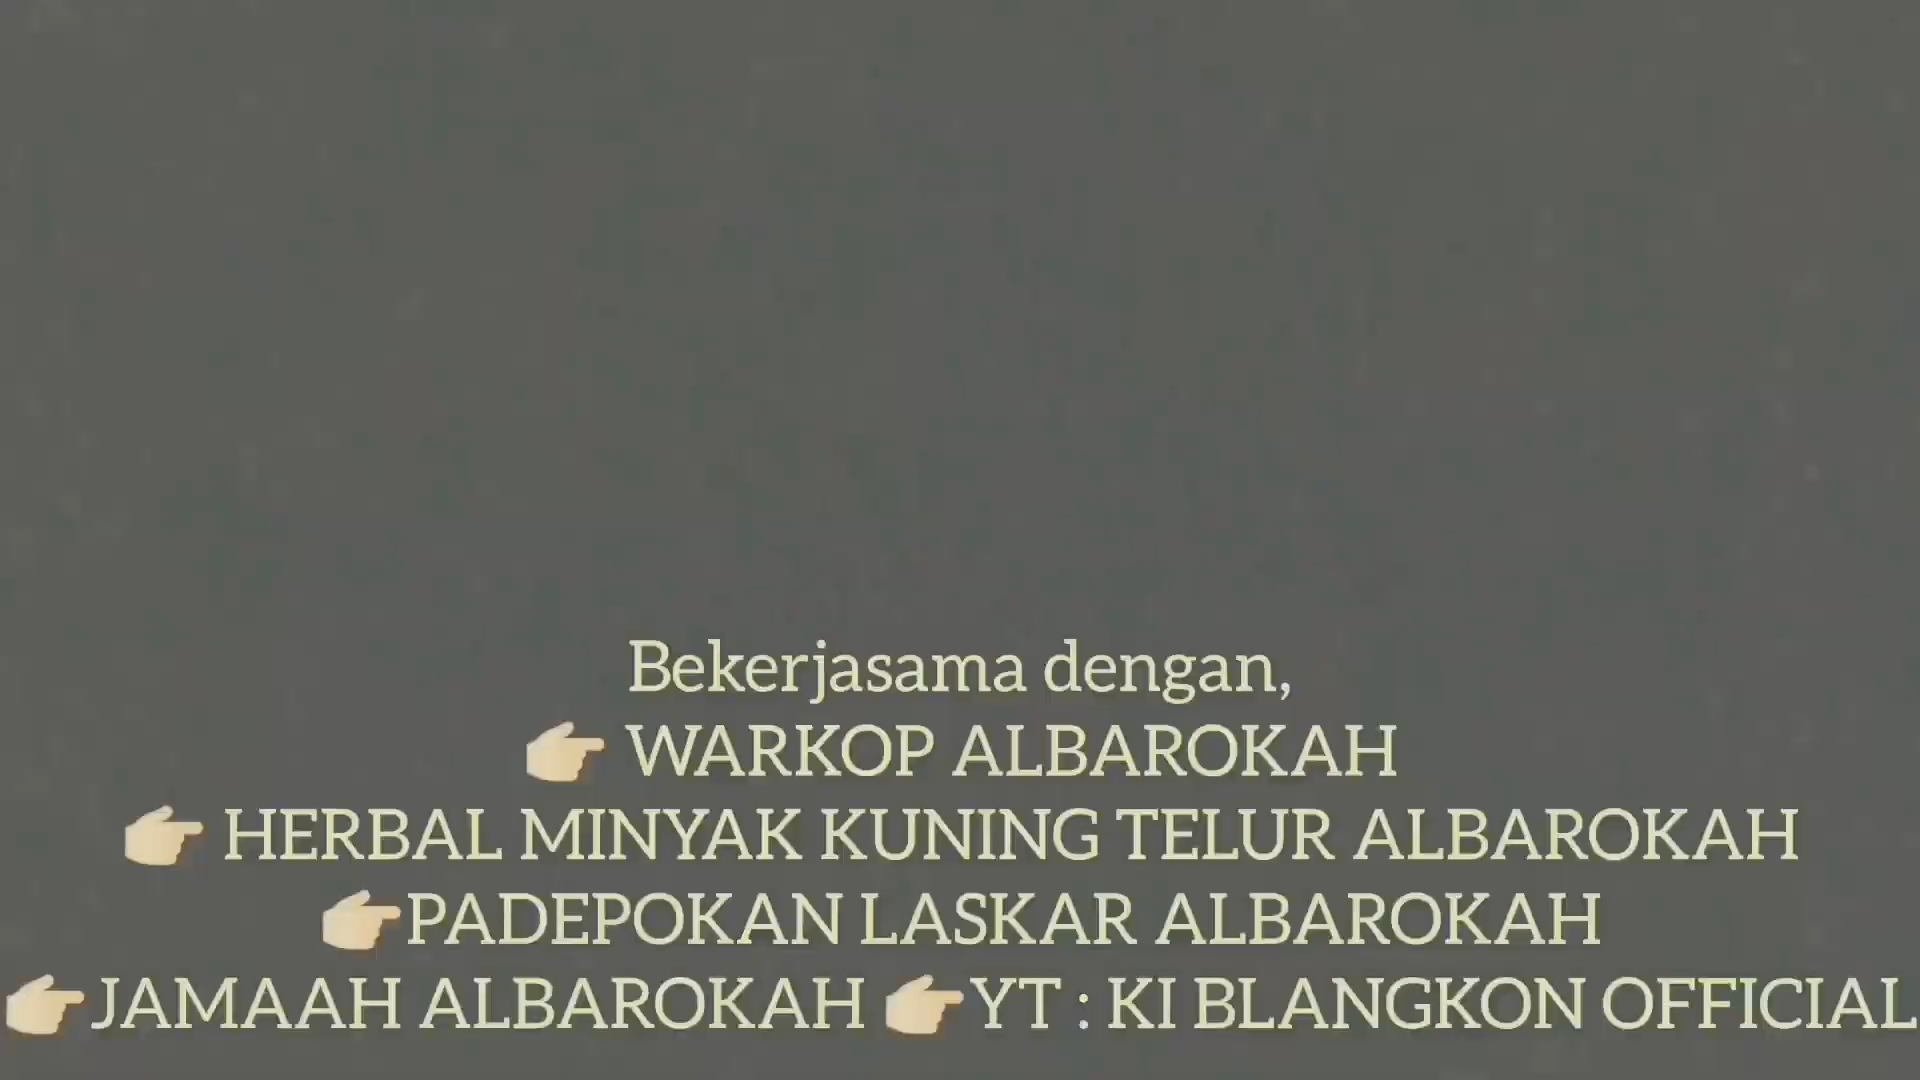 Bekerjasama dengan,
👉🏼 WARKOP ALBAROKAH
👉🏼 HERBAL MINYAK KUNING TELUR ALBAROKAH
👉🏼PADEPOKAN LASKAR ALBAROKAH
👉🏼JAMAAH ALBAROKAH 👉🏼YT : KI BLANGKON OFFICIAL